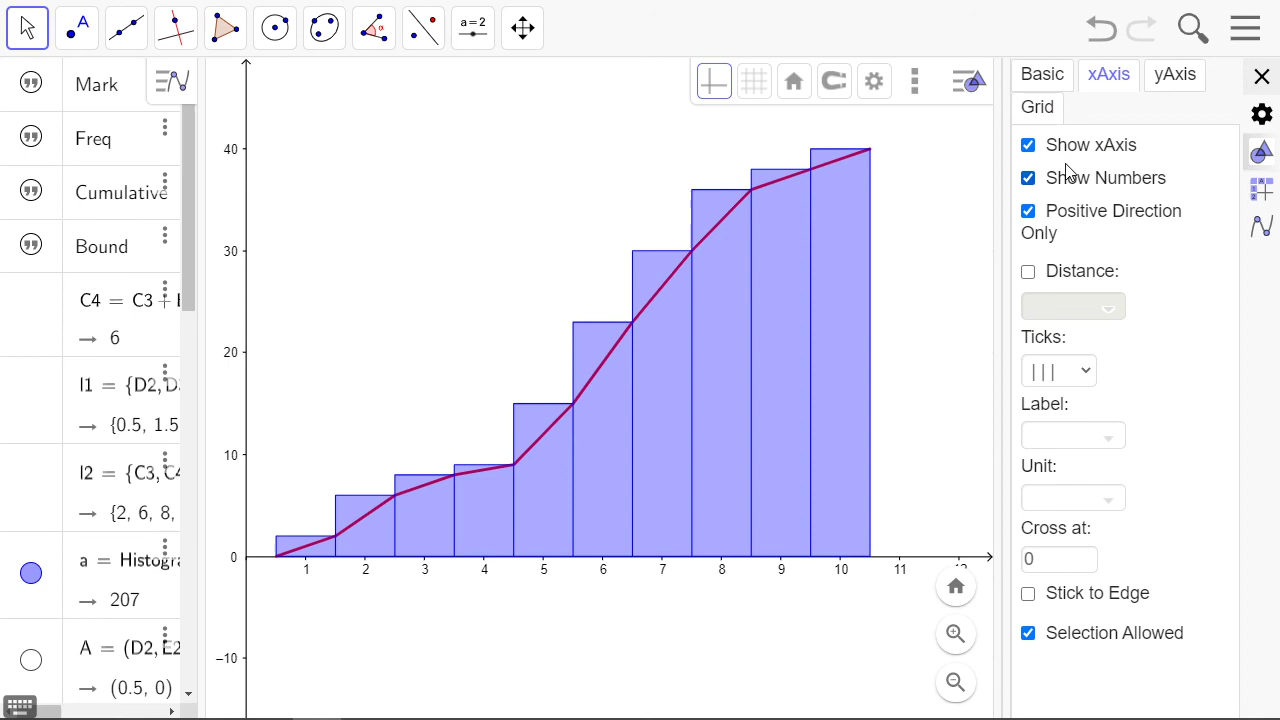 A
α
a=2
Mark
Freq
Cumulative
Bound
C4 = C3 +
→ 6
l1 = {D2, D
→ {0.5, 1.5
l2 = {C3, C4
→ {2, 6, 8,
a = Histogra
→ 207
A = (D2, E2
→ (0.5, 0)
40
30
20
10
0
−10
1 2 3 4 5 6 7 8 9 10 11 12
Basic xAxis yAxis
Grid
Show xAxis
Show Numbers
Positive Direction
Only
Distance:
Ticks:
| | |
Label:
Unit:
Cross at:
0
Stick to Edge
Selection Allowed